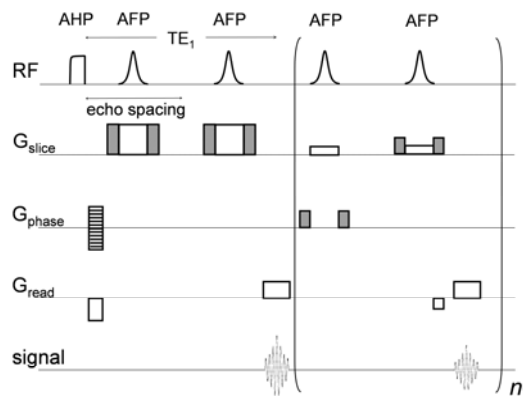 AHP AFP AFP AFP AFP
TE1
RF
echo spacing
Gslice
Gphase
Gread
signal
n